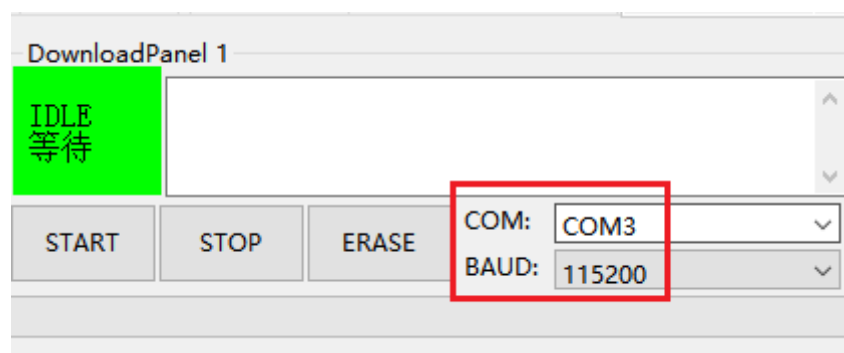 DownloadPanel 1
IDLE
等待
START STOP ERASE
COM: COM3
BAUD: 115200